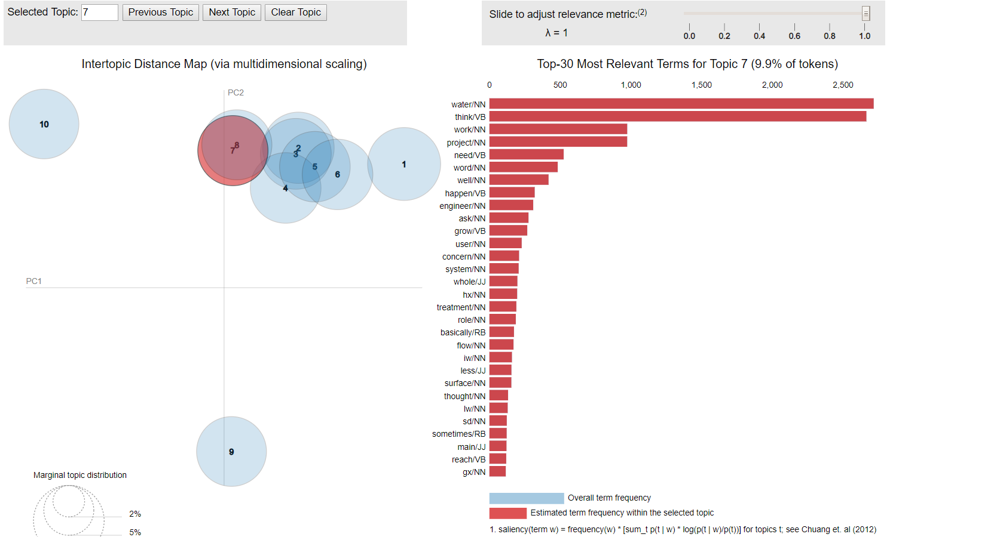 Selected Topic: 7 Previous Topic Next Topic Clear Topic
Slide to adjust relevance metric:(2)
λ = 1
0.0 0.2 0.4 0.6 0.8 1.0
Intertopic Distance Map (via multidimensional scaling)
PC2
PC1
10
8
7
2
3
5
6
1
4
9
Marginal topic distribution
2%
5%
Top-30 Most Relevant Terms for Topic 7 (9.9% of tokens)
0 500 1,000 1,500 2,000 2,500
water/NN
think/VB
work/NN
project/NN
need/VB
word/NN
well/NN
happen/VB
engineer/NN
ask/NN
grow/VB
user/NN
concern/NN
system/NN
whole/JJ
hx/NN
treatment/NN
role/NN
basically/RB
flow/NN
iw/NN
less/JJ
surface/NN
thought/NN
lw/NN
sd/NN
sometimes/RB
main/JJ
reach/VB
gx/NN
Overall term frequency
Estimated term frequency within the selected topic
1. saliency(term w) = frequency(w) * [sum_t p(t | w) * log(p(t | w)/p(t))] for topics t; see Chuang et. al (2012)